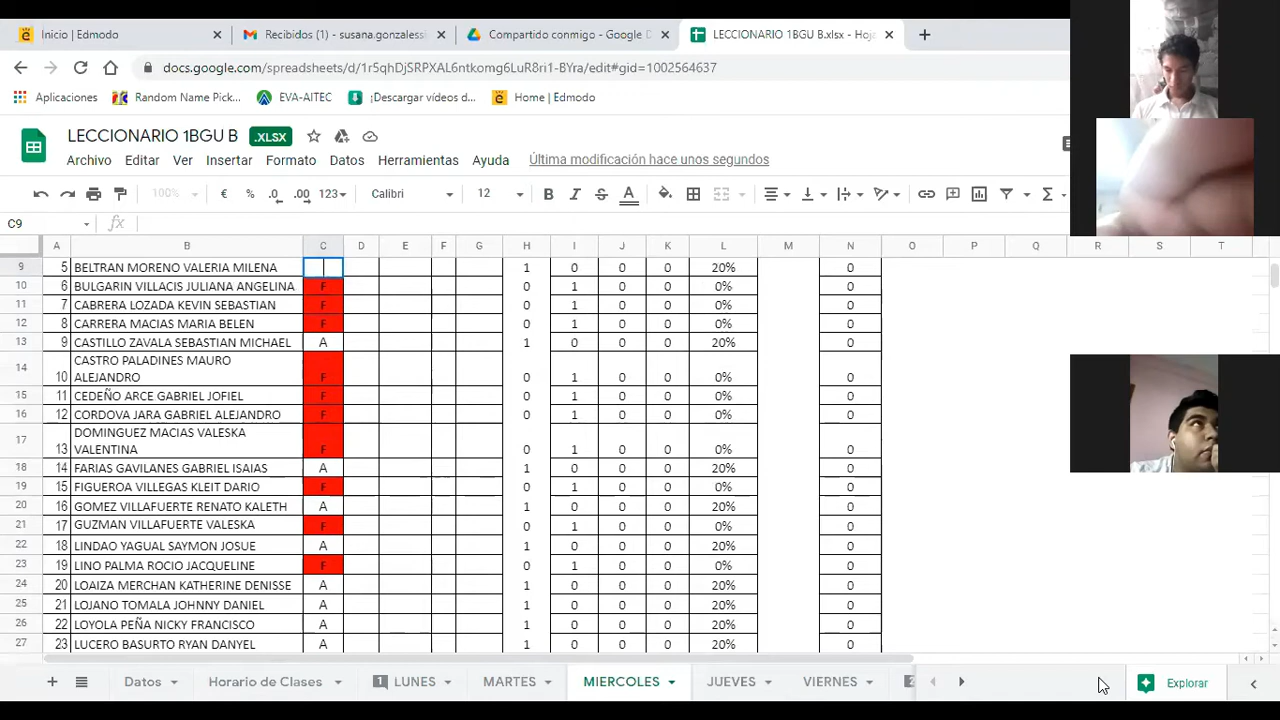 Inicio | Edmodo × Recibidos (1) - susana.gonzaless × Compartido conmigo - Google D × LECCIONARIO 1BGU B.xlsx - Hoja × +
docs.google.com/spreadsheets/d/1r5qhDjSRPXAL6ntkomg6LuR8ri1-BYra/edit#gid=1002564637
Aplicaciones Random Name Pick... EVA-AITEC ¡Descargar vídeos d... Home | Edmodo
LECCIONARIO 1BGU B .XLSX
Archivo Editar Ver Insertar Formato Datos Herramientas Ayuda Última modificación hace unos segundos
100% € % .0 .00 123 Calibri 12 B I S A Σ
C9 fx
A B C D E F G H I J K L M N O P Q R S T
9 5 BELTRAN MORENO VALERIA MILENA 1 0 0 0 20% 0
10 6 BULGARIN VILLACIS JULIANA ANGELINA F 0 1 0 0 0% 0
11 7 CABRERA LOZADA KEVIN SEBASTIAN F 0 1 0 0 0% 0
12 8 CARRERA MACIAS MARIA BELEN F 0 1 0 0 0% 0
13 9 CASTILLO ZAVALA SEBASTIAN MICHAEL A 1 0 0 0 20% 0
CASTRO PALADINES MAURO
14 10 ALEJANDRO F 0 1 0 0 0% 0
15 11 CEDEÑO ARCE GABRIEL JOFIEL F 0 1 0 0 0% 0
16 12 CORDOVA JARA GABRIEL ALEJANDRO F 0 1 0 0 0% 0
DOMINGUEZ MACIAS VALESKA
17 13 VALENTINA F 0 1 0 0 0% 0
18 14 FARIAS GAVILANES GABRIEL ISAIAS A 1 0 0 0 20% 0
19 15 FIGUEROA VILLEGAS KLEIT DARIO F 0 1 0 0 0% 0
20 16 GOMEZ VILLAFUERTE RENATO KALETH A 1 0 0 0 20% 0
21 17 GUZMAN VILLAFUERTE VALESKA F 0 1 0 0 0% 0
22 18 LINDAO YAGUAL SAYMON JOSUE A 1 0 0 0 20% 0
23 19 LINO PALMA ROCIO JACQUELINE F 0 1 0 0 0% 0
24 20 LOAIZA MERCHAN KATHERINE DENISSE A 1 0 0 0 20% 0
25 21 LOJANO TOMALA JOHNNY DANIEL A 1 0 0 0 20% 0
26 22 LOYOLA PEÑA NICKY FRANCISCO A 1 0 0 0 20% 0
27 23 LUCERO BASURTO RYAN DANYEL A 1 0 0 0 20% 0
+ Datos Horario de Clases 1 LUNES MARTES MIERCOLES JUEVES VIERNES 2 Explorar